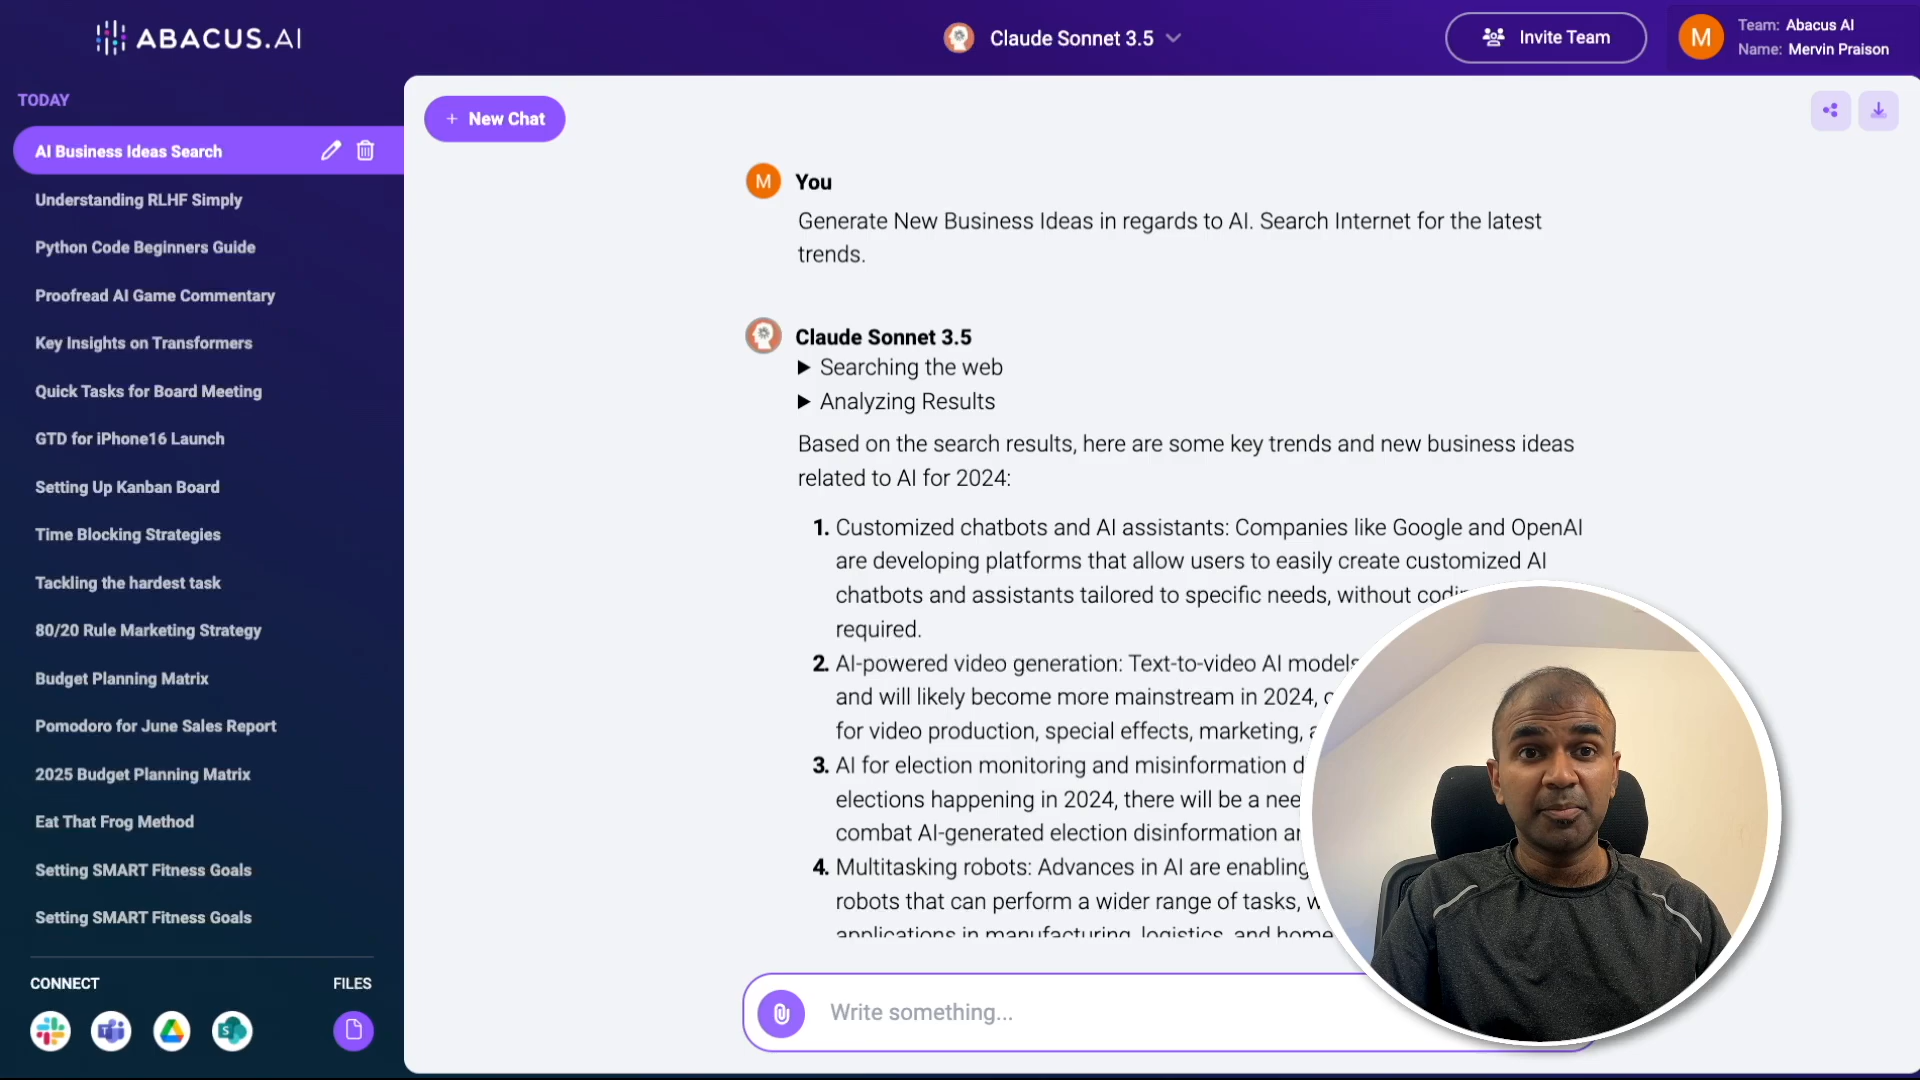 ABACUS.AI
Claude Sonnet 3.5
Invite Team
M
Team: Abacus AI
Name: Mervin Praison
TODAY
AI Business Ideas Search
Understanding RLHF Simply
Python Code Beginners Guide
Proofread AI Game Commentary
Key Insights on Transformers
Quick Tasks for Board Meeting
GTD for iPhone16 Launch
Setting Up Kanban Board
Time Blocking Strategies
Tackling the hardest task
80/20 Rule Marketing Strategy
Budget Planning Matrix
Pomodoro for June Sales Report
2025 Budget Planning Matrix
Eat That Frog Method
Setting SMART Fitness Goals
Setting SMART Fitness Goals
CONNECT
FILES
+ New Chat
M
You
Generate New Business Ideas in regards to AI. Search Internet for the latest
trends.
Claude Sonnet 3.5
▶ Searching the web
▶ Analyzing Results
Based on the search results, here are some key trends and new business ideas
related to AI for 2024:
1. Customized chatbots and AI assistants: Companies like Google and OpenAI
are developing platforms that allow users to easily create customized AI
chatbots and assistants tailored to specific needs, without
required.
2. AI-powered video generation: Text-to-video AI models
and will likely become more mainstream in 2024,
for video production, special effects, marketing,
3. AI for election monitoring and misinformation
elections happening in 2024, there will be a
combat AI-generated election disinformation
4. Multitasking robots: Advances in AI are enabling
robots that can perform a wider range of tasks,
applications in manufacturing, logistics, and home
Write something...